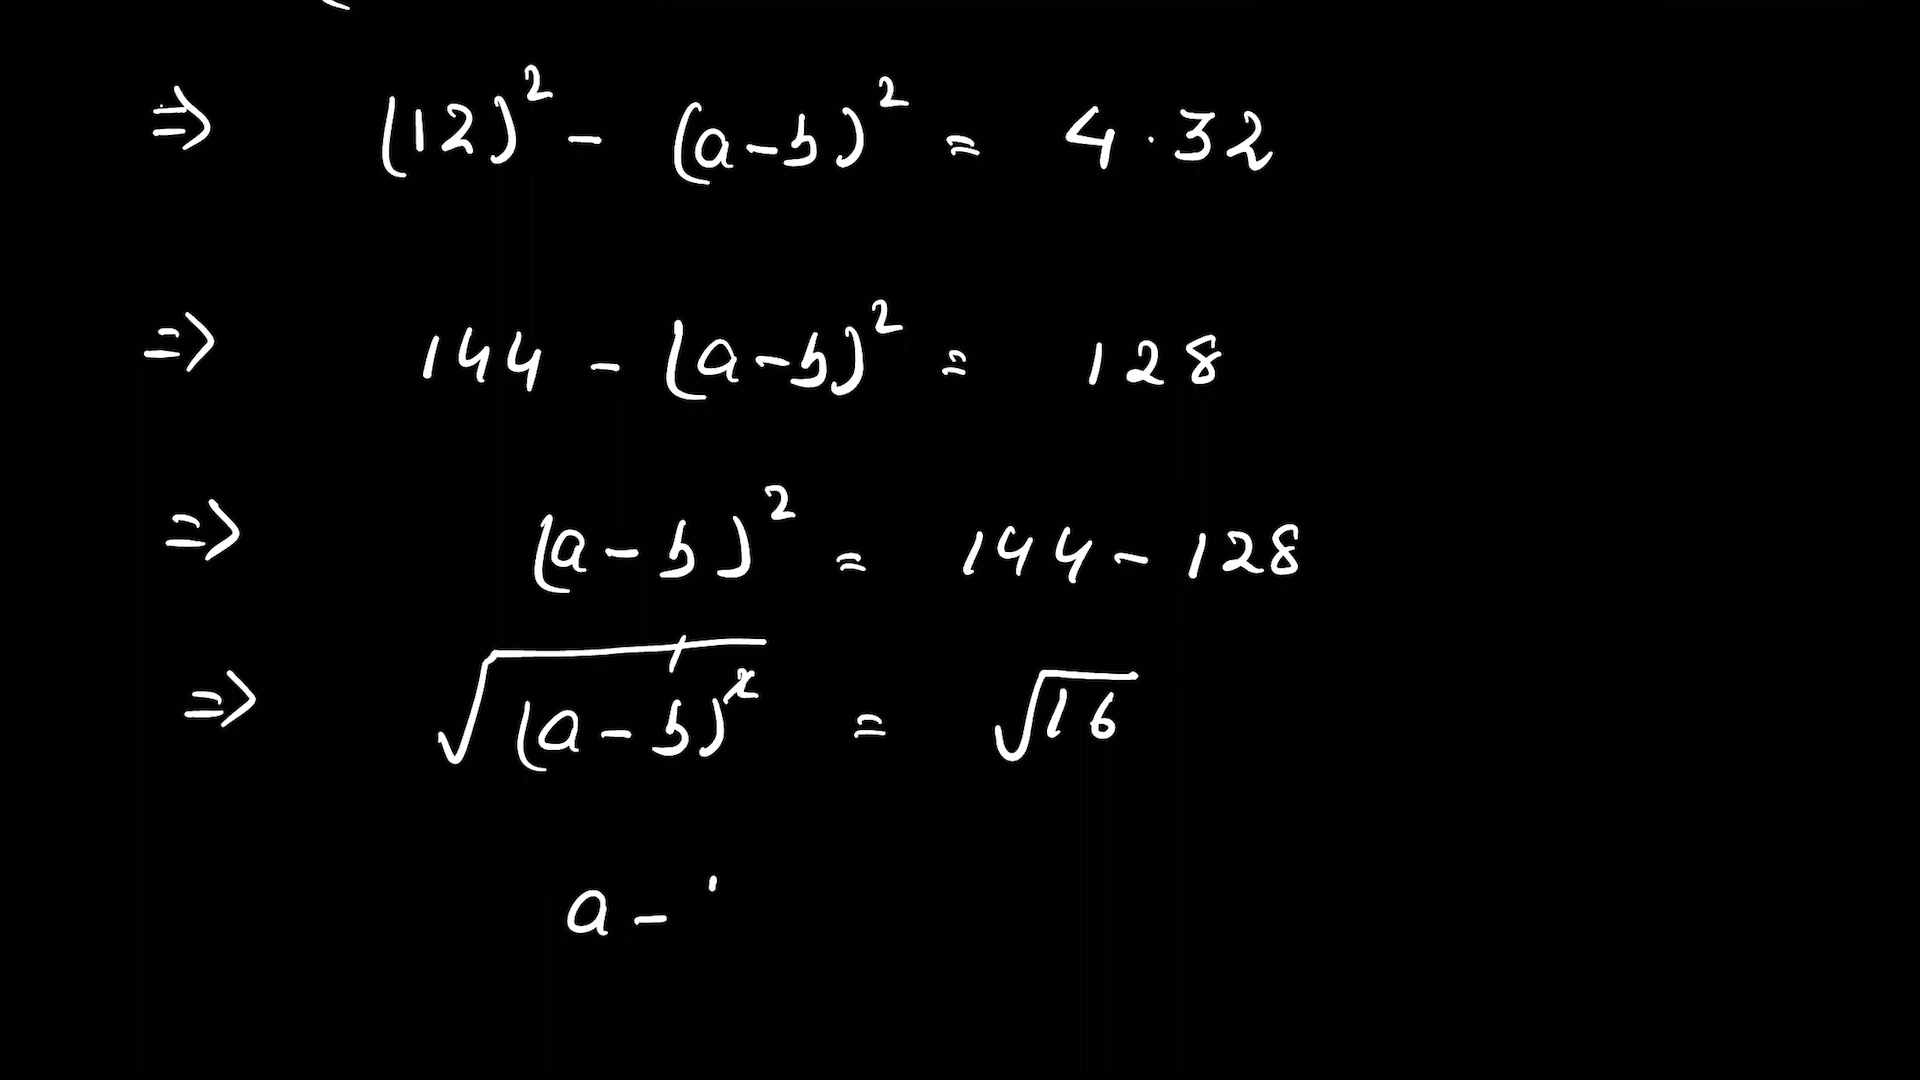 ⇒ (12)² - (a-b)² = 4·32
⇒ 144 - (a-b)² = 128
⇒ (a-b)² = 144 - 128
⇒ √(a-b)² = √16
a -